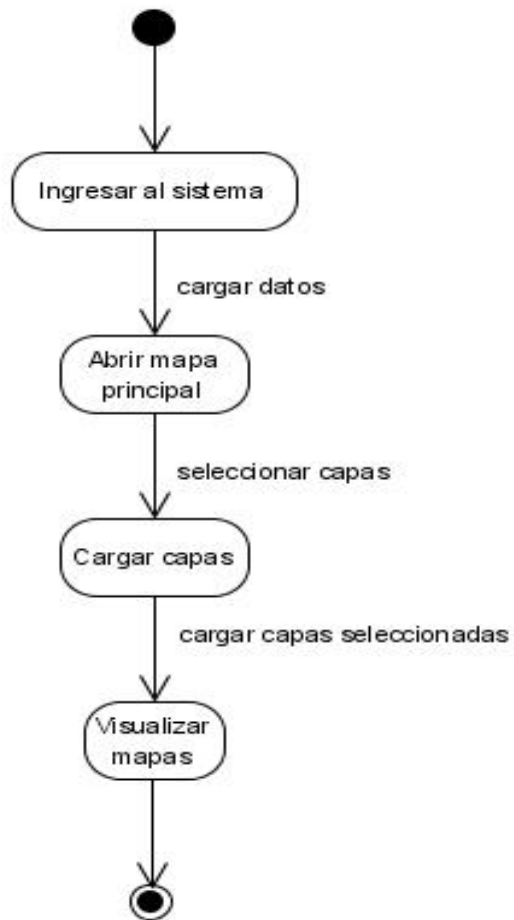 Ingresar al sistema
cargar datos
Abrir mapa
principal
seleccionar capas
Cargar capas
cargar capas seleccionadas
Visualizar
mapas